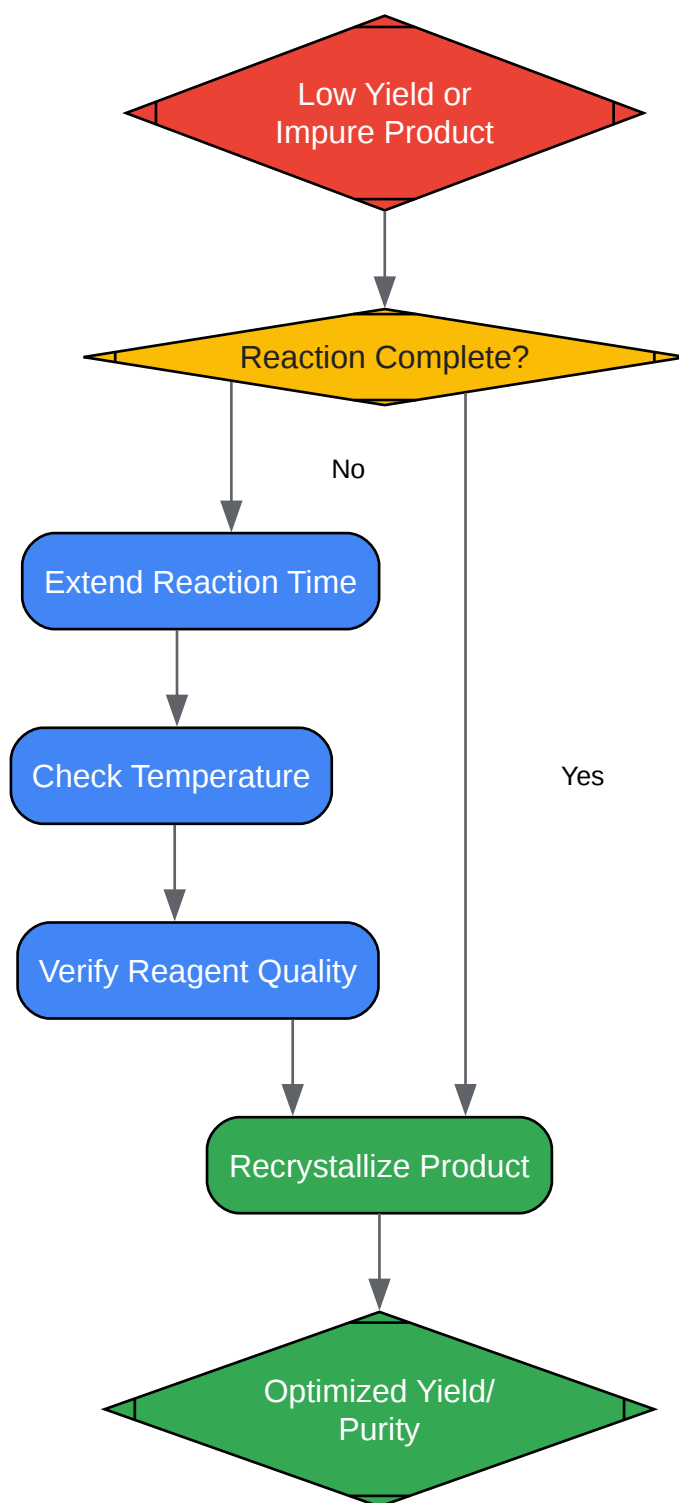 Low Yield or
Impure Product
Reaction Complete?
No
Extend Reaction Time
Check Temperature
Yes
Verify Reagent Quality
Recrystallize Product
Optimized Yield/
Purity